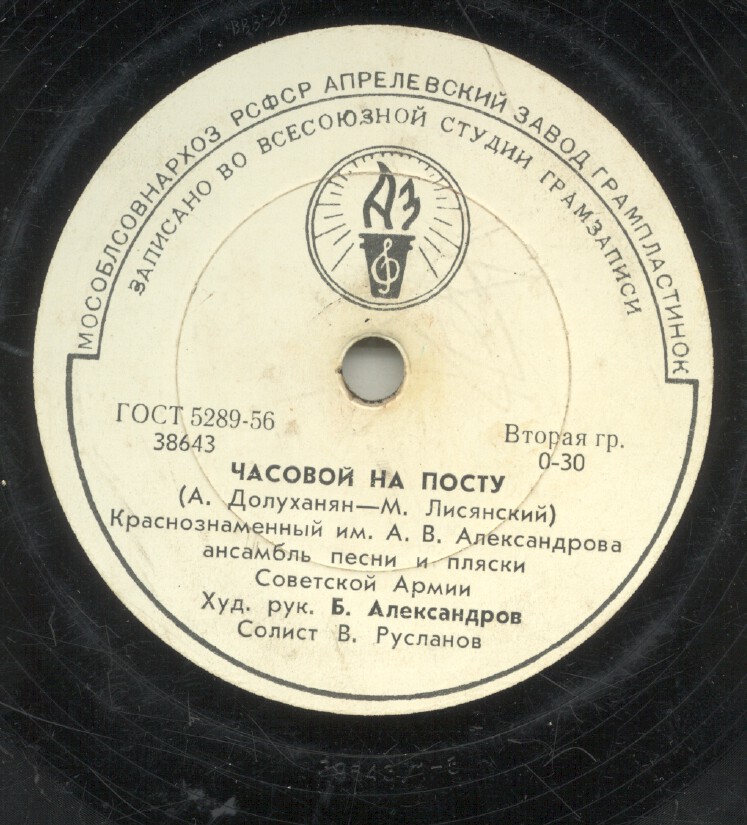 МОСОБЛСОВНАРХОЗ РСФСР АПРЕЛЕВСКИЙ ЗАВОД ГРАМПЛАСТИНОК
ЗАПИСАНО ВО ВСЕСОЮЗНОЙ СТУДИИ ГРАМЗАПИСИ
АЗ
ГОСТ 5289-56
38643
Вторая гр.
0-30
ЧАСОВОЙ НА ПОСТУ
(А. Долуханян—М. Лисянский)
Краснознаменный им. А. В. Александрова
ансамбль песни и пляски
Советской Армии
Худ. рук. Б. Александров
Солист В. Русланов